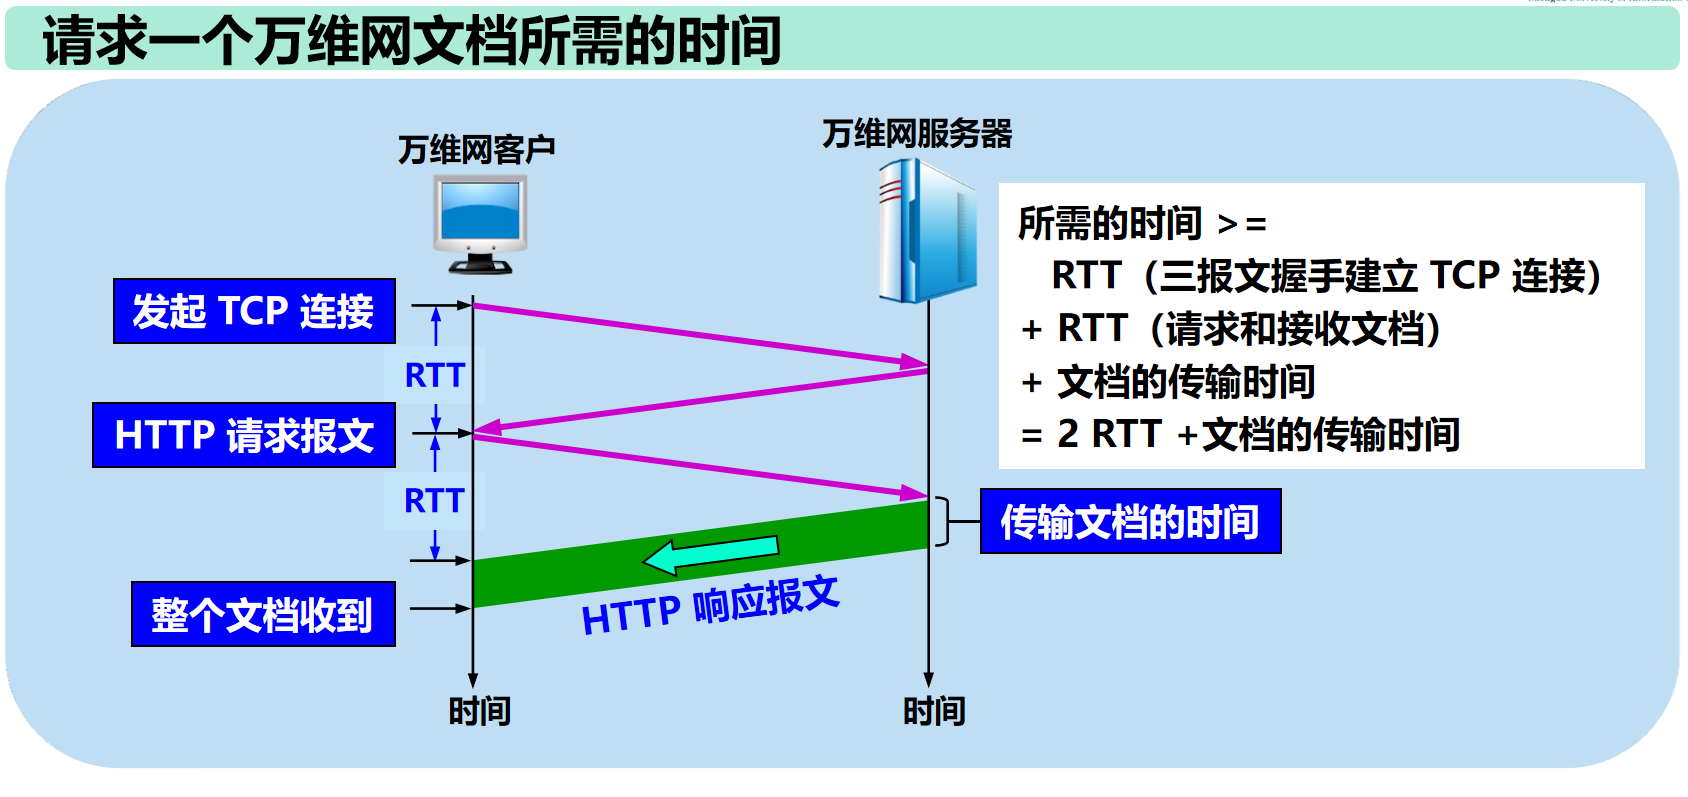 请求一个万维网文档所需的时间
万维网客户
万维网服务器
所需的时间 >=
RTT（三报文握手建立 TCP 连接）
+ RTT（请求和接收文档）
+ 文档的传输时间
= 2 RTT +文档的传输时间
发起 TCP 连接
RTT
HTTP 请求报文
RTT
传输文档的时间
HTTP 响应报文
整个文档收到
时间
时间